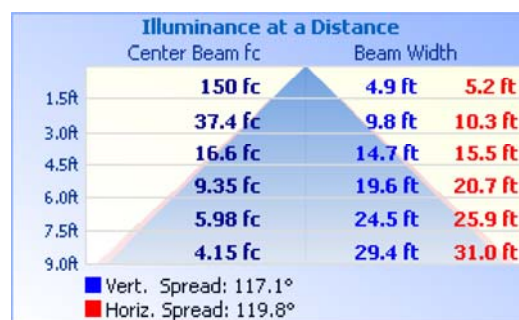 Illuminance at a Distance
Center Beam fc Beam Width
1.5ft 150 fc 4.9 ft 5.2 ft
3.0ft 37.4 fc 9.8 ft 10.3 ft
4.5ft 16.6 fc 14.7 ft 15.5 ft
6.0ft 9.35 fc 19.6 ft 20.7 ft
7.5ft 5.98 fc 24.5 ft 25.9 ft
9.0ft 4.15 fc 29.4 ft 31.0 ft
Vert. Spread: 117.1°
Horiz. Spread: 119.8°